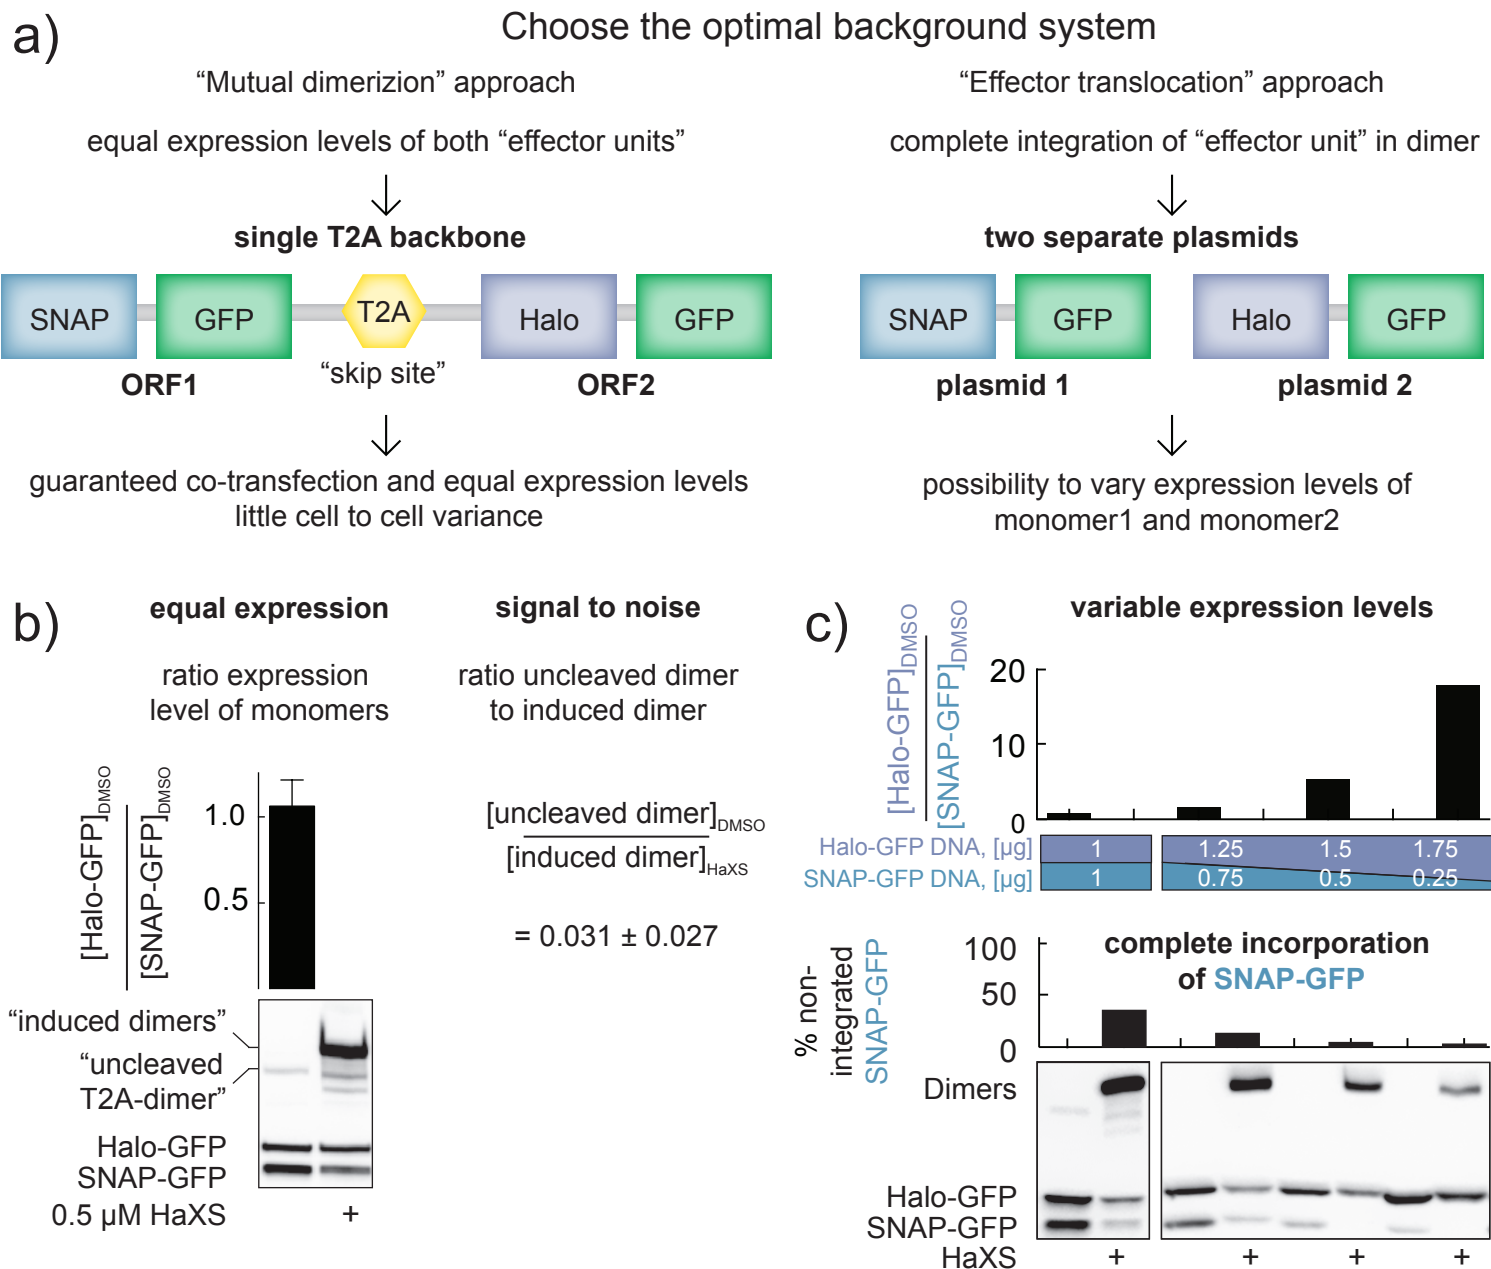 a)
Choose the optimal background system
“Mutual dimerizion” approach
equal expression levels of both “effector units”
single T2A backbone
SNAP GFP T2A Halo GFP
“skip site”
ORF1 ORF2
guaranteed co-transfection and equal expression levels
little cell to cell variance
“Effector translocation” approach
complete integration of “effector unit” in dimer
two separate plasmids
SNAP GFP Halo GFP
plasmid 1 plasmid 2
possibility to vary expression levels of
monomer1 and monomer2
b)
equal expression
ratio expression
level of monomers
[Halo-GFP]DMSO
[SNAP-GFP]DMSO
1.0
0.5
“induced dimers”
“uncleaved
T2A-dimer”
Halo-GFP
SNAP-GFP
0.5 µM HaXS +
signal to noise
ratio uncleaved dimer
to induced dimer
[uncleaved dimer]DMSO
[induced dimer]HaXS
= 0.031 ± 0.027
c)
variable expression levels
[Halo-GFP]DMSO
[SNAP-GFP]DMSO
20
10
0
Halo-GFP DNA, [µg] 1 1.25 1.5 1.75
SNAP-GFP DNA, [µg] 1 0.75 0.5 0.25
% non-
integrated
SNAP-GFP
100
50
0
complete incorporation
of SNAP-GFP
Dimers
Halo-GFP
SNAP-GFP
HaXS + + + +